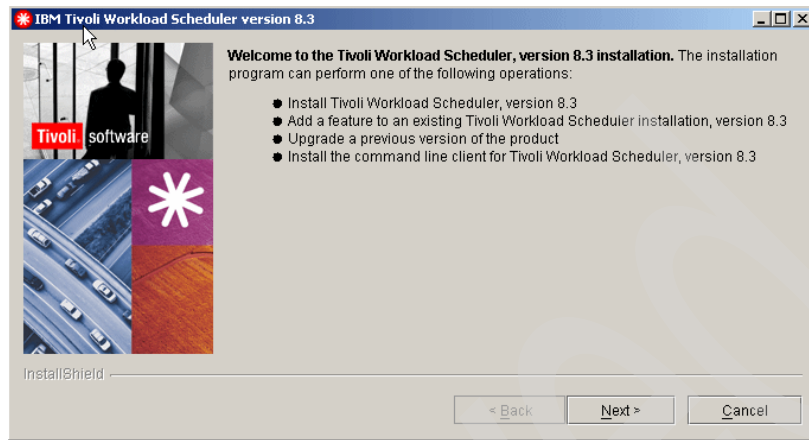 IBM Tivoli Workload Scheduler version 8.3
Welcome to the Tivoli Workload Scheduler, version 8.3 installation. The installation
program can perform one of the following operations:
Install Tivoli Workload Scheduler, version 8.3
Add a feature to an existing Tivoli Workload Scheduler installation, version 8.3
Upgrade a previous version of the product
Install the command line client for Tivoli Workload Scheduler, version 8.3
Tivoli. software
InstallShield
< Back
Next >
Cancel